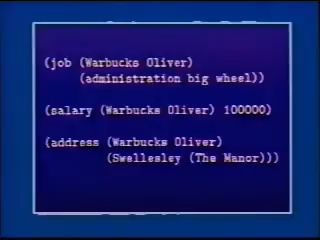 (job (Warbucks Oliver)
(administration big wheel))
(salary (Warbucks Oliver) 100000)
(address (Warbucks Oliver)
(Swellesley (The Manor)))